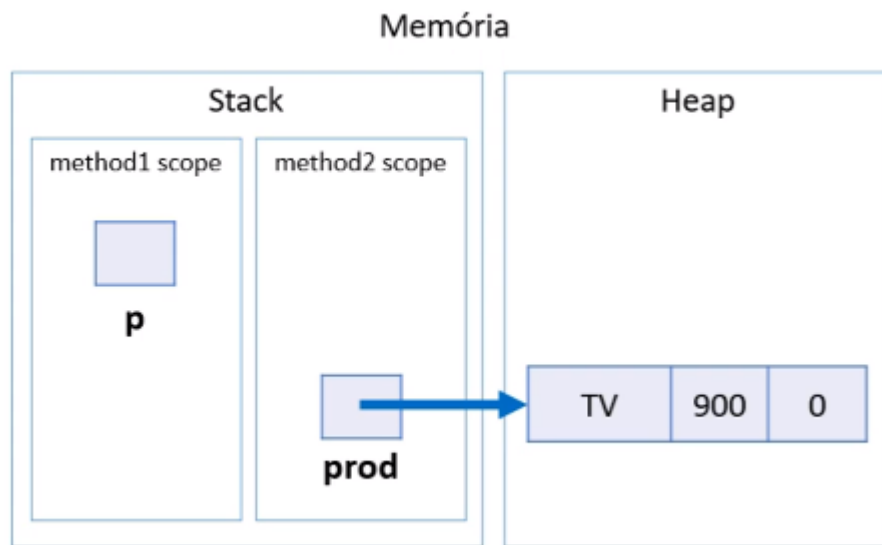 Memória
Stack
Heap
method1 scope
method2 scope
p
TV 900 0
prod